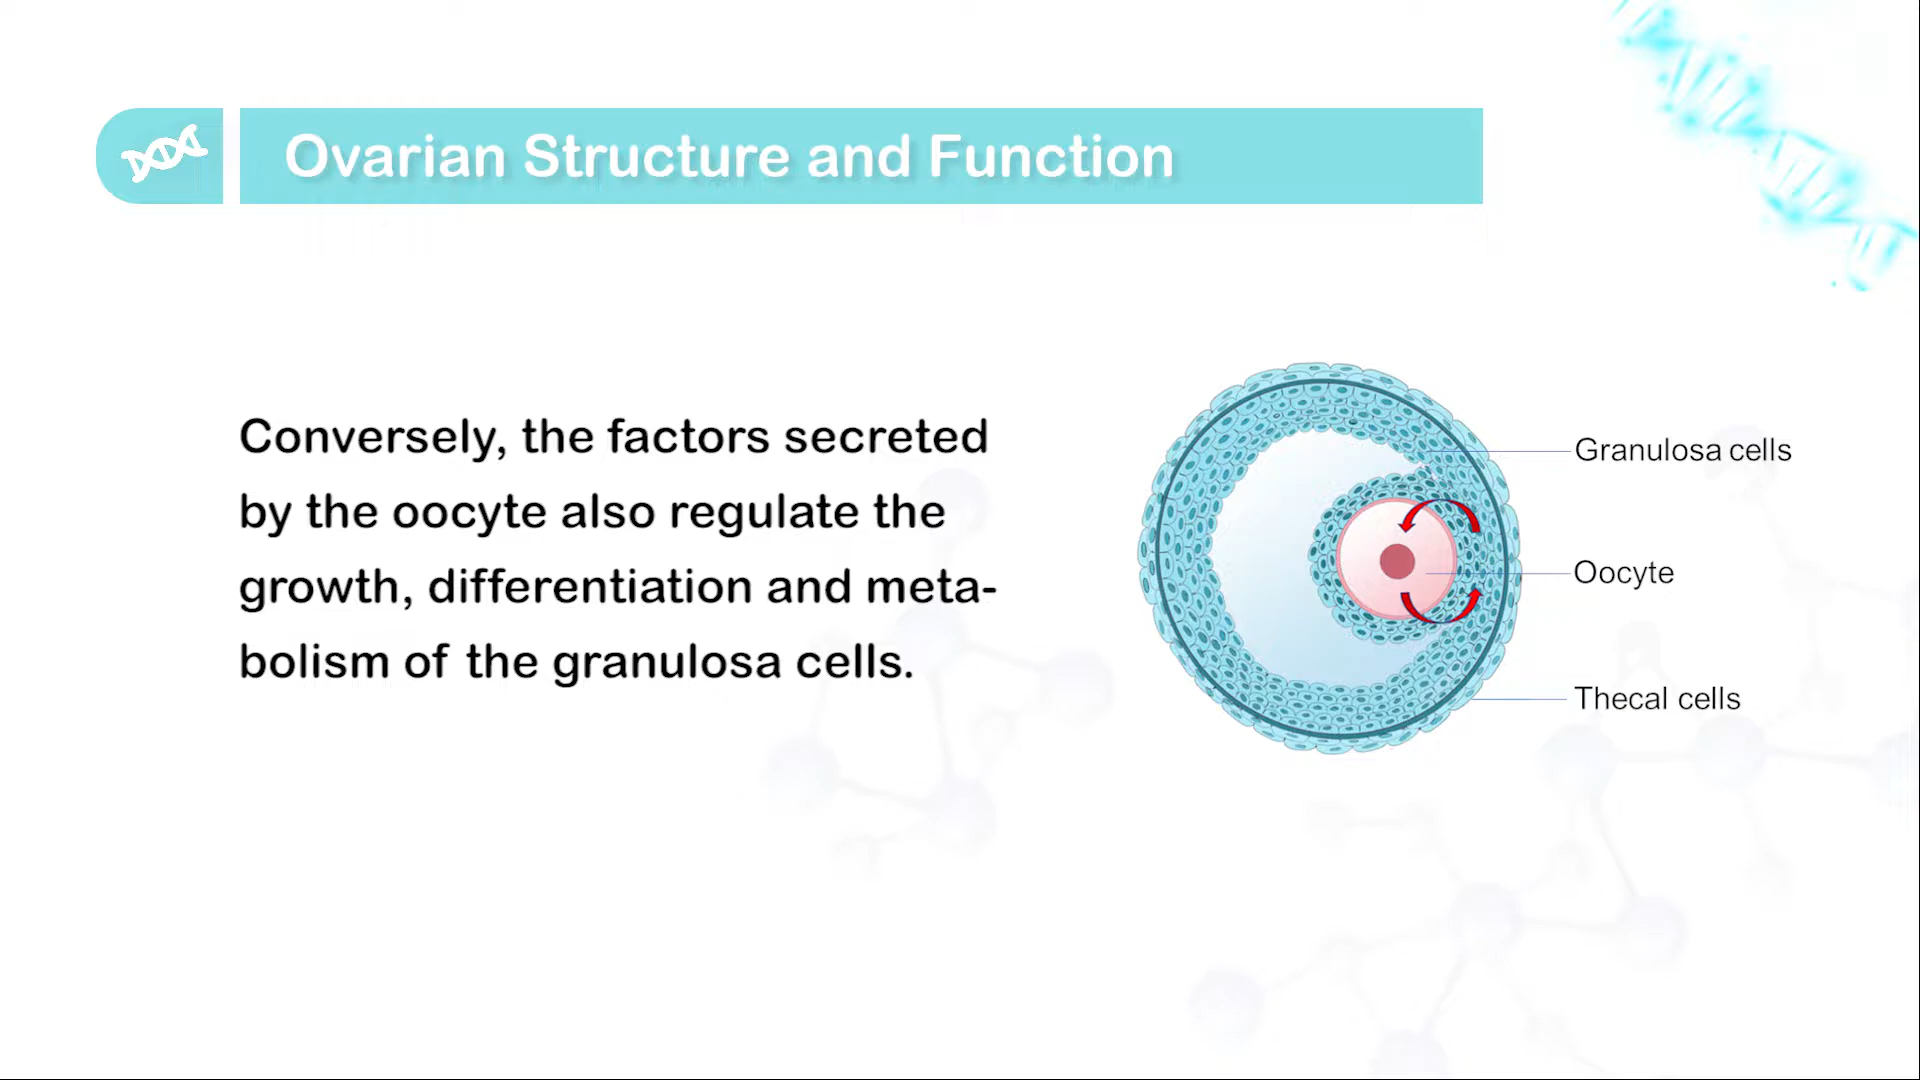 Ovarian Structure and Function
Conversely, the factors secreted
by the oocyte also regulate the
growth, differentiation and meta-
bolism of the granulosa cells.
Granulosa cells
Oocyte
Thecal cells